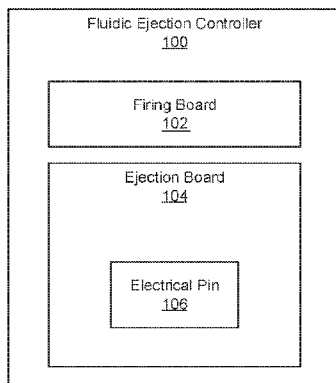 Fluidic Ejection Controller
100
Firing Board
102
Ejection Board
104
Electrical Pin
106